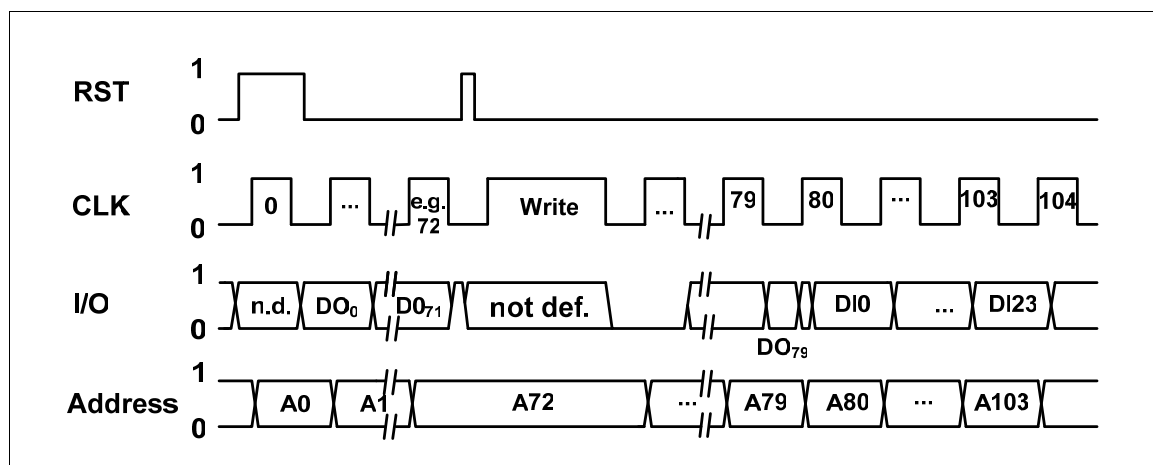 1
RST
0
1
CLK
0
0 ... e.g. 72 Write ... 79 80 ... 103 104
1
I/O
0
n.d. DO0 D071 not def. DI0 ... DI23
DO79
1
Address
0
A0 A1 A72 ... A79 A80 ... A103